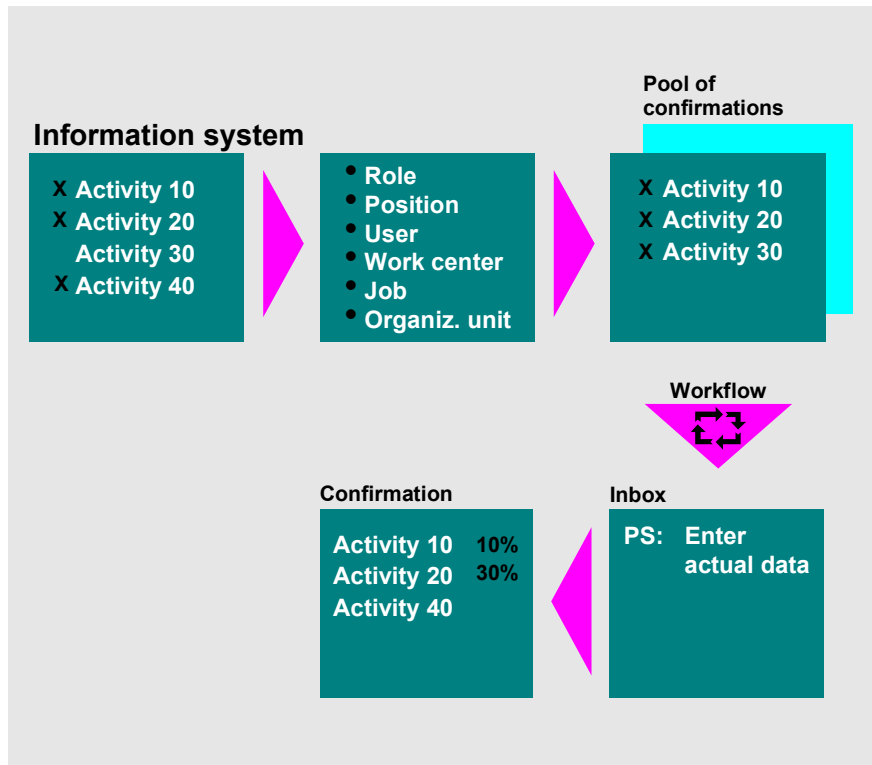 Pool of
confirmations
Information system
X Activity 10
X Activity 20
Activity 30
X Activity 40
• Role
• Position
• User
• Work center
• Job
• Organiz. unit
X Activity 10
X Activity 20
X Activity 30
Workflow
Confirmation
Activity 10 10%
Activity 20 30%
Activity 40
Inbox
PS: Enter
actual data